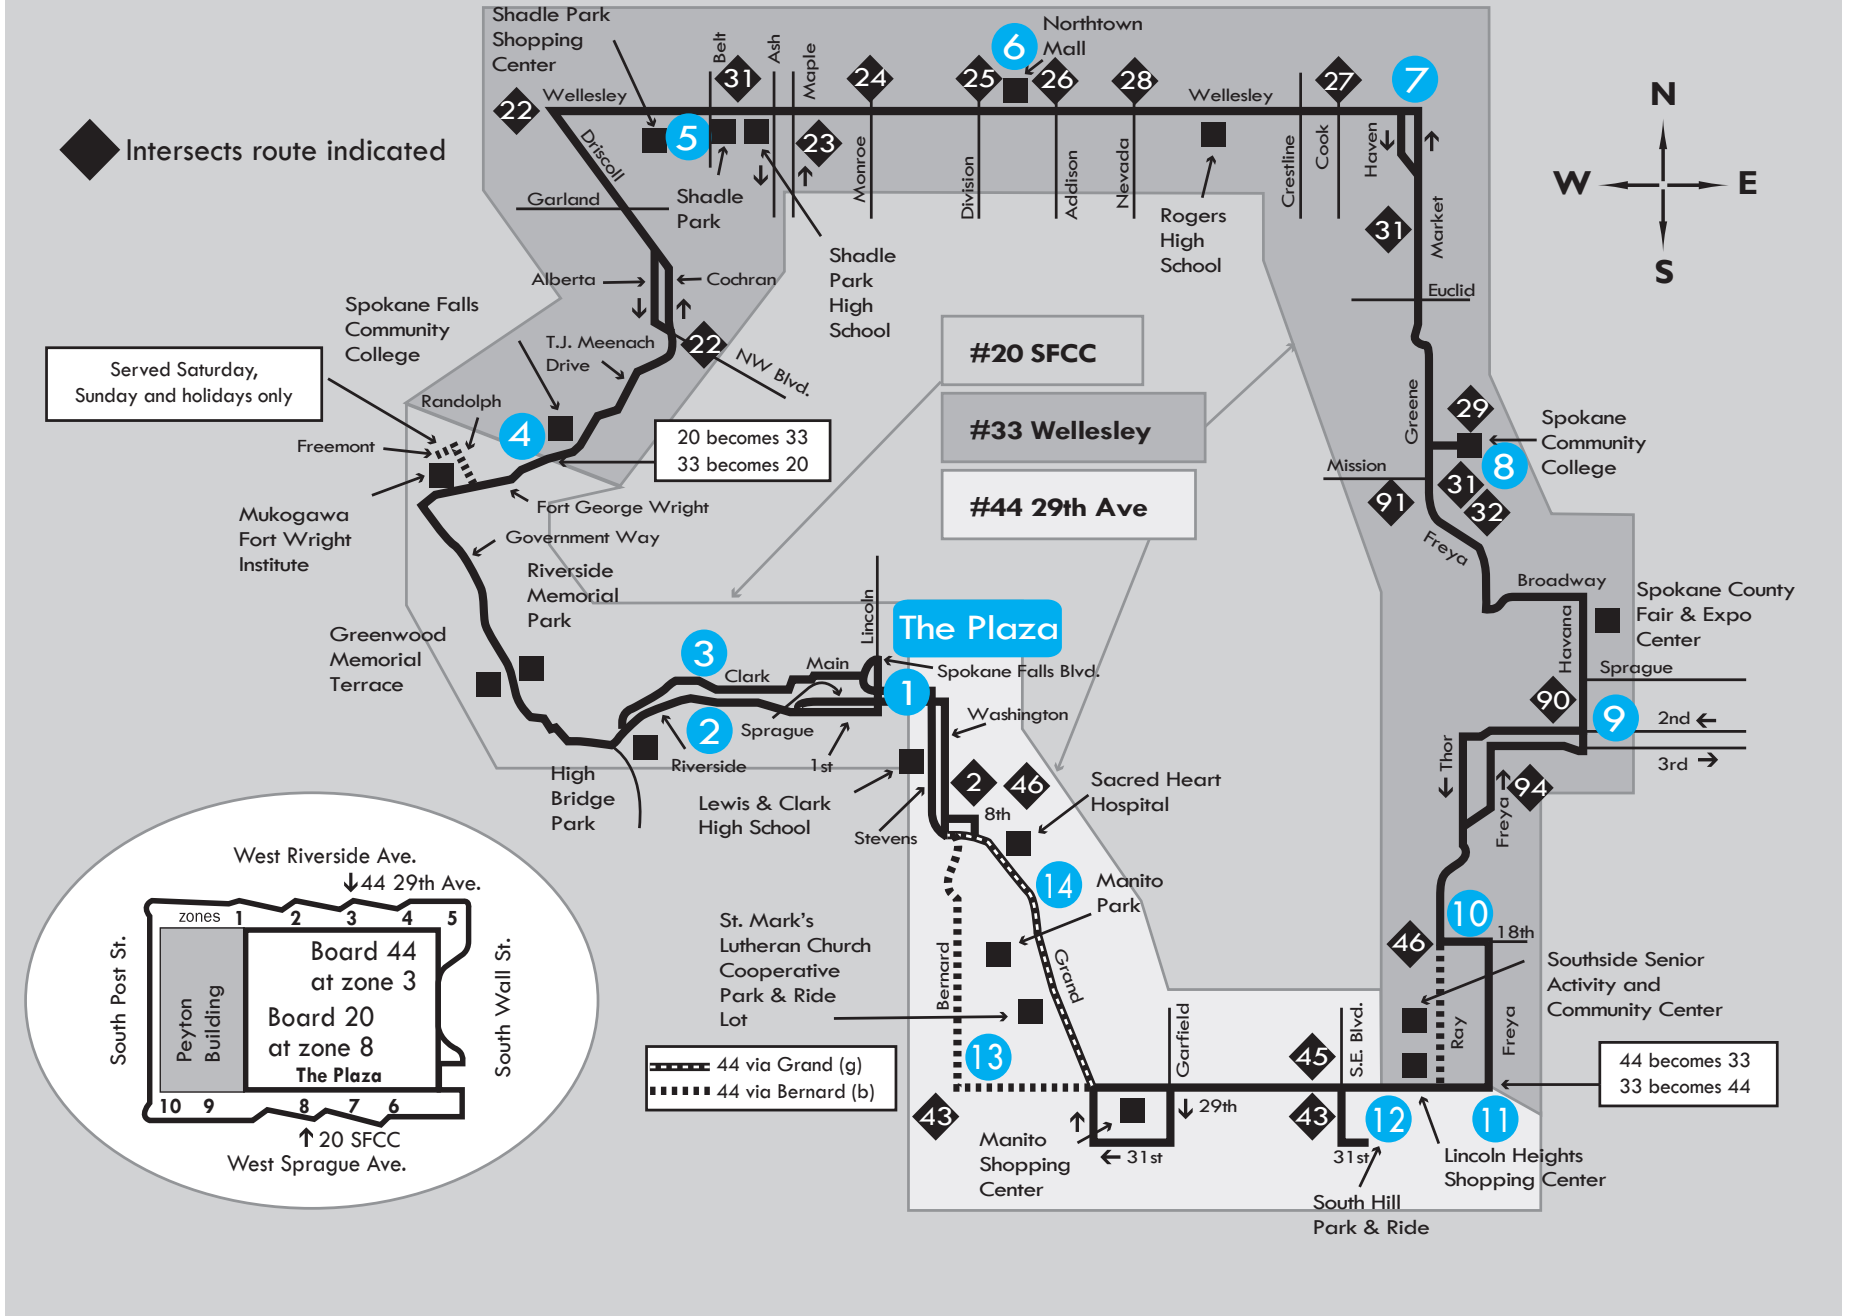 Shadle Park
Shopping
Center
Belt
Ash
Maple
6
Northtown
Mall
22
Wellesley
31
24
25
26
28
Wellesley
27
7
N
W
E
S
Intersects route indicated
5
23
Driscoll
Garland
Shadle
Park
Monroe
Division
Addison
Nevada
Rogers
High
School
Crestline
Cook
Haven
Market
31
Shadle
Park
High
School
Alberta
Cochran
Euclid
Spokane Falls
Community
College
T.J. Meenach
Drive
22
NW Blvd.
#20 SFCC
#33 Wellesley
#44 29th Ave
Served Saturday,
Sunday and holidays only
Randolph
Freemont
4
20 becomes 33
33 becomes 20
Greene
29
Spokane
Community
College
8
Mission
31
91
32
Freya
Mukogawa
Fort Wright
Institute
Fort George Wright
Government Way
Riverside
Memorial
Park
Broadway
Spokane County
Fair & Expo
Center
Havana
Sprague
Greenwood
Memorial
Terrace
Lincoln
The Plaza
3
Clark
Main
Spokane Falls Blvd.
1
2
Sprague
Washington
Riverside
1st
90
9
2nd
3rd
High
Bridge
Park
Lewis & Clark
High School
Stevens
2
46
Sacred Heart
Hospital
8th
Thor
Freya
94
14
Manito
Park
10
18th
46
St. Mark's
Lutheran Church
Cooperative
Park & Ride
Lot
Bernard
Grand
Southside Senior
Activity and
Community Center
Garfield
S.E. Blvd.
Ray
Freya
13
45
44 via Grand (g)
44 via Bernard (b)
44 becomes 33
33 becomes 44
43
29th
43
12
11
Manito
Shopping
Center
31st
31st
Lincoln Heights
Shopping Center
South Hill
Park & Ride
West Riverside Ave.
44 29th Ave.
zones
1
2
3
4
5
South Post St.
Peyton
Building
Board 44
at zone 3
Board 20
at zone 8
The Plaza
South Wall St.
10
9
8
7
6
20 SFCC
West Sprague Ave.